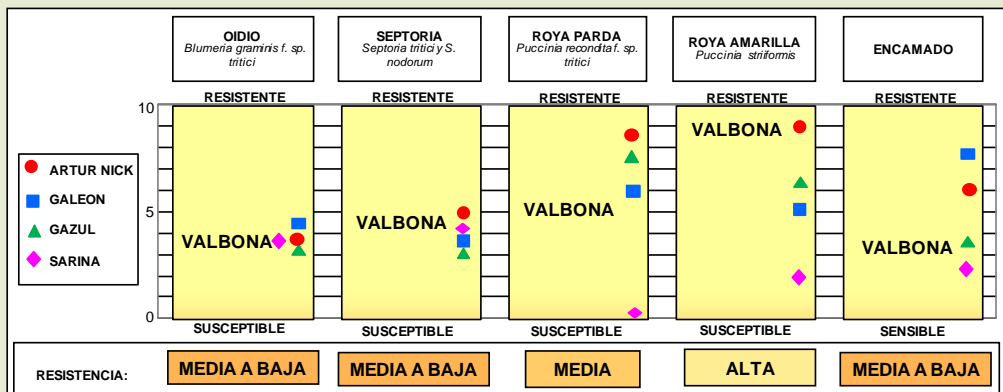 OIDIO
Blumeria graminis f. sp.
tritici
SEPTORIA
Septoria tritici y S.
nodorum
ROYA PARDA
Puccinia recondita f. sp.
tritici
ROYA AMARILLA
Puccinia striiformis
ENCAMADO
RESISTENTE
RESISTENTE
RESISTENTE
RESISTENTE
RESISTENTE
10
5
0
ARTUR NICK
GALEON
GAZUL
SARINA
VALBONA
VALBONA
VALBONA
VALBONA
VALBONA
SUSCEPTIBLE
SUSCEPTIBLE
SUSCEPTIBLE
SUSCEPTIBLE
SENSIBLE
RESISTENCIA:
MEDIA A BAJA
MEDIA A BAJA
MEDIA
ALTA
MEDIA A BAJA